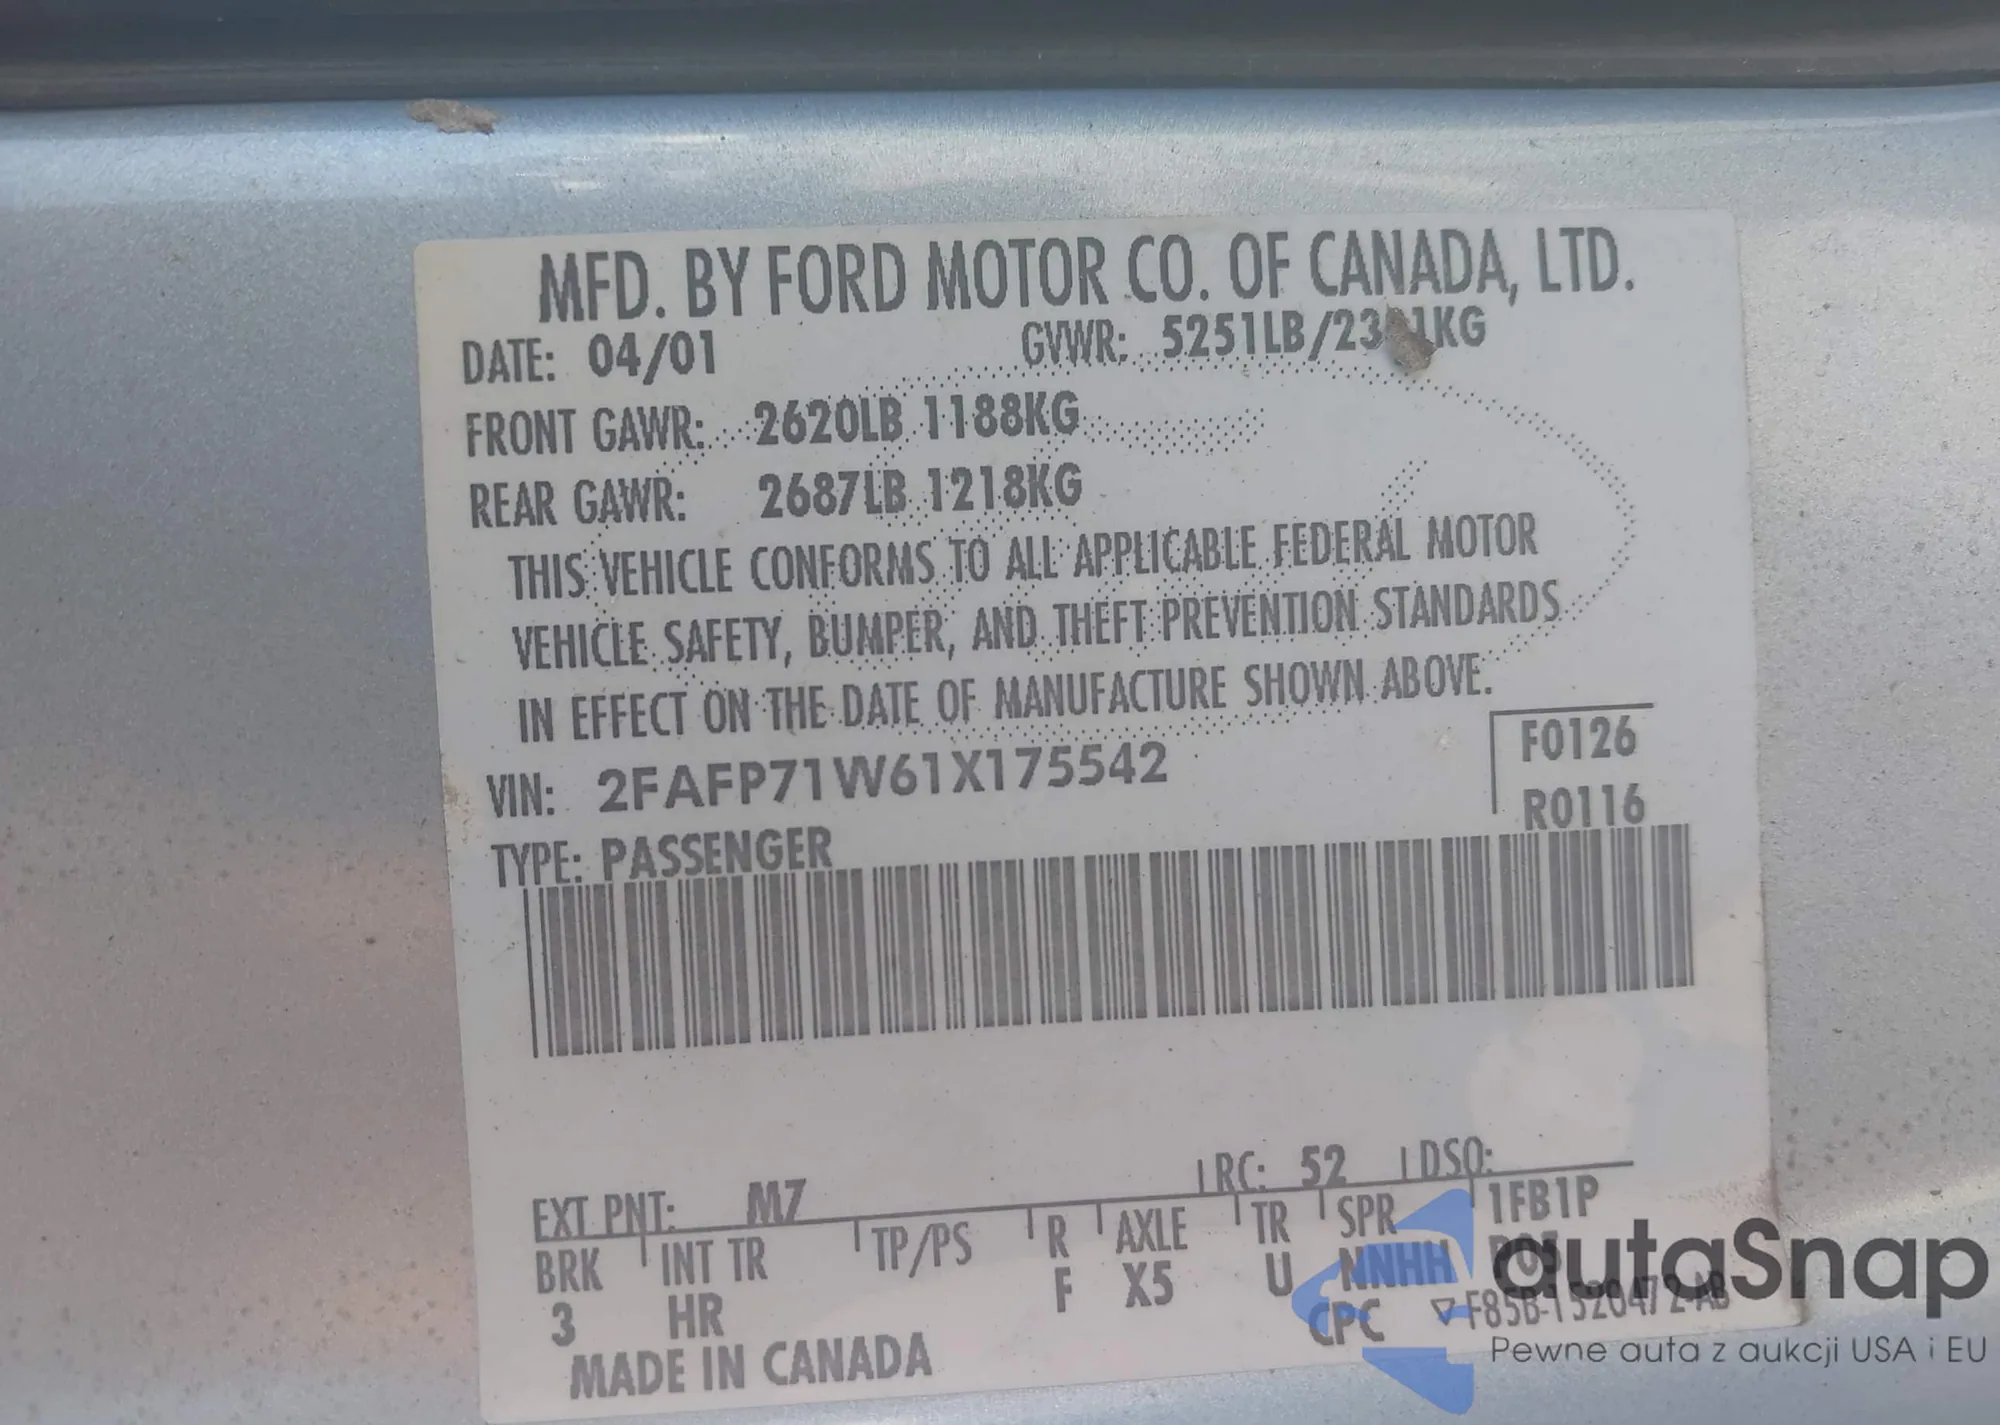 MFD. BY FORD MOTOR CO. OF CANADA, LTD.
DATE: 04/01 GVWR: 5251LB/2381KG
FRONT GAWR: 2620LB 1188KG
REAR GAWR: 2687LB 1218KG
THIS VEHICLE CONFORMS TO ALL APPLICABLE FEDERAL MOTOR
VEHICLE SAFETY, BUMPER, AND THEFT PREVENTION STANDARDS
IN EFFECT ON THE DATE OF MANUFACTURE SHOWN ABOVE.
VIN: 2FAFP71W61X175542
F0126
R0116
TYPE: PASSENGER
EXT PNT: M7 RC: 52 DSO:
BRK INT TR TP/PS R AXLE TR SPR 1FB1P
3 HR F X5 U NNHH
CPC ▽F85B-1520472-AB
MADE IN CANADA
autaSnap
Pewne auta z aukcji USA i EU